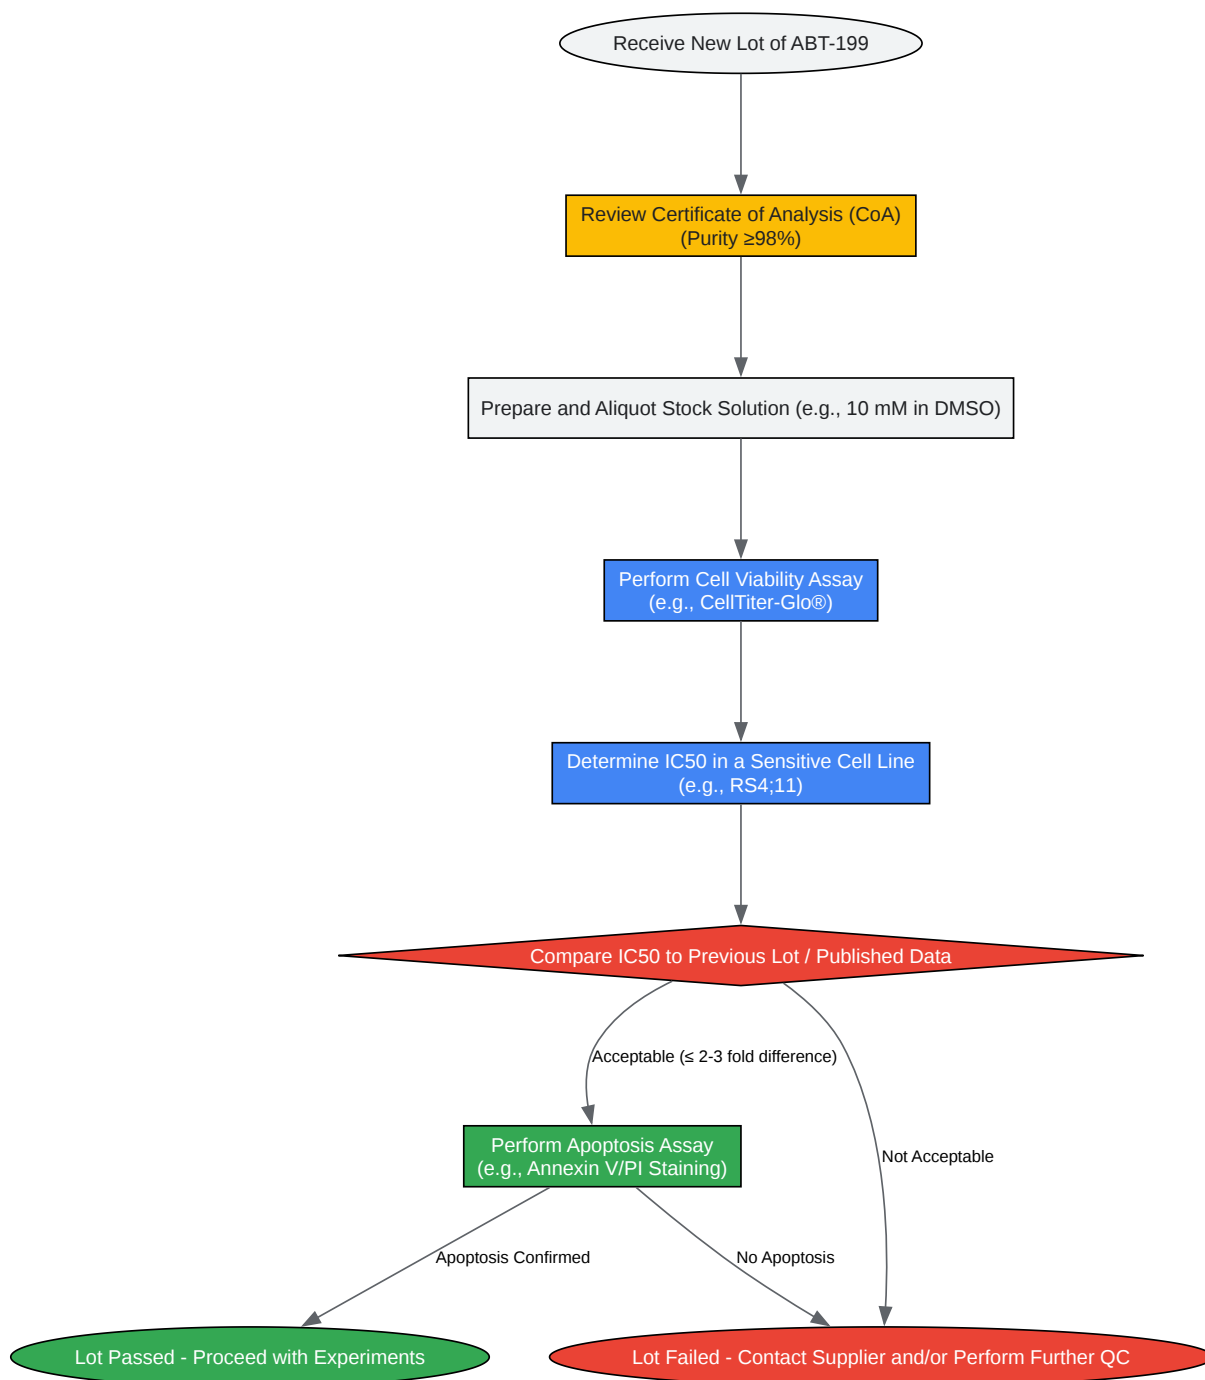 Receive New Lot of ABT-199
Review Certificate of Analysis (CoA)
(Purity ≥98%)
Prepare and Aliquot Stock Solution (e.g., 10 mM in DMSO)
Perform Cell Viability Assay
(e.g., CellTiter-Glo®)
Determine IC50 in a Sensitive Cell Line
(e.g., RS4;11)
Compare IC50 to Previous Lot / Published Data
Acceptable (≤ 2-3 fold difference)
Perform Apoptosis Assay
(e.g., Annexin V/PI Staining)
Not Acceptable
Apoptosis Confirmed
No Apoptosis
Lot Passed - Proceed with Experiments
Lot Failed - Contact Supplier and/or Perform Further QC